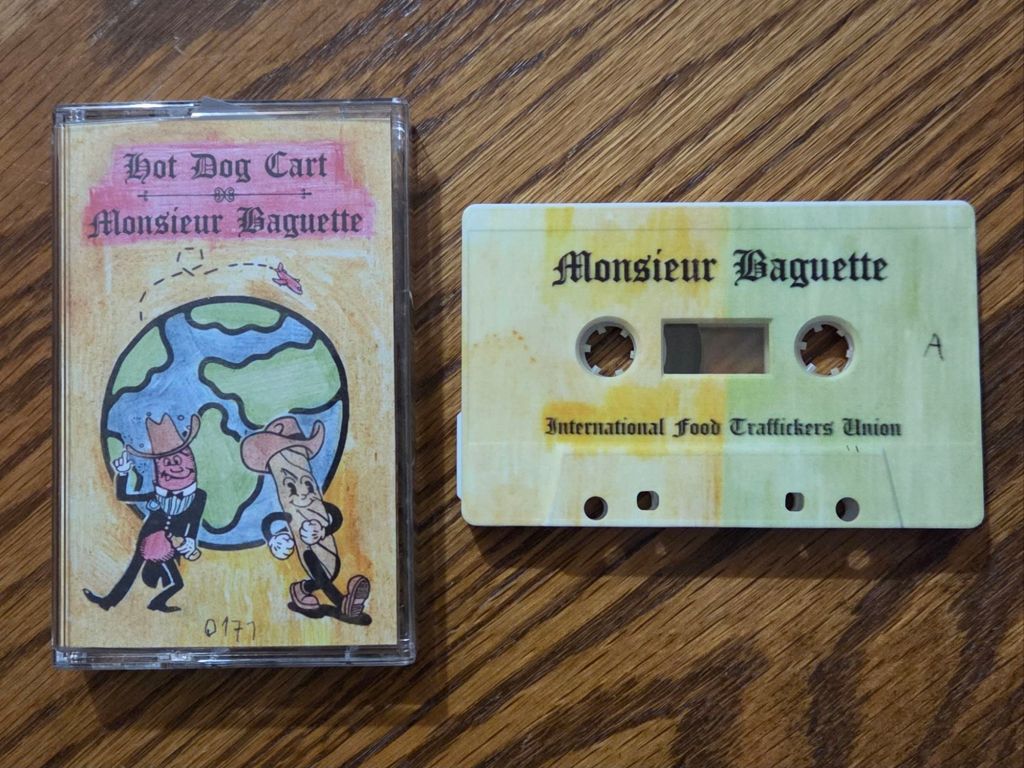 Hot Dog Cart
Monsieur Baguette
0171
Monsieur Baguette
A
International Food Traffickers Union